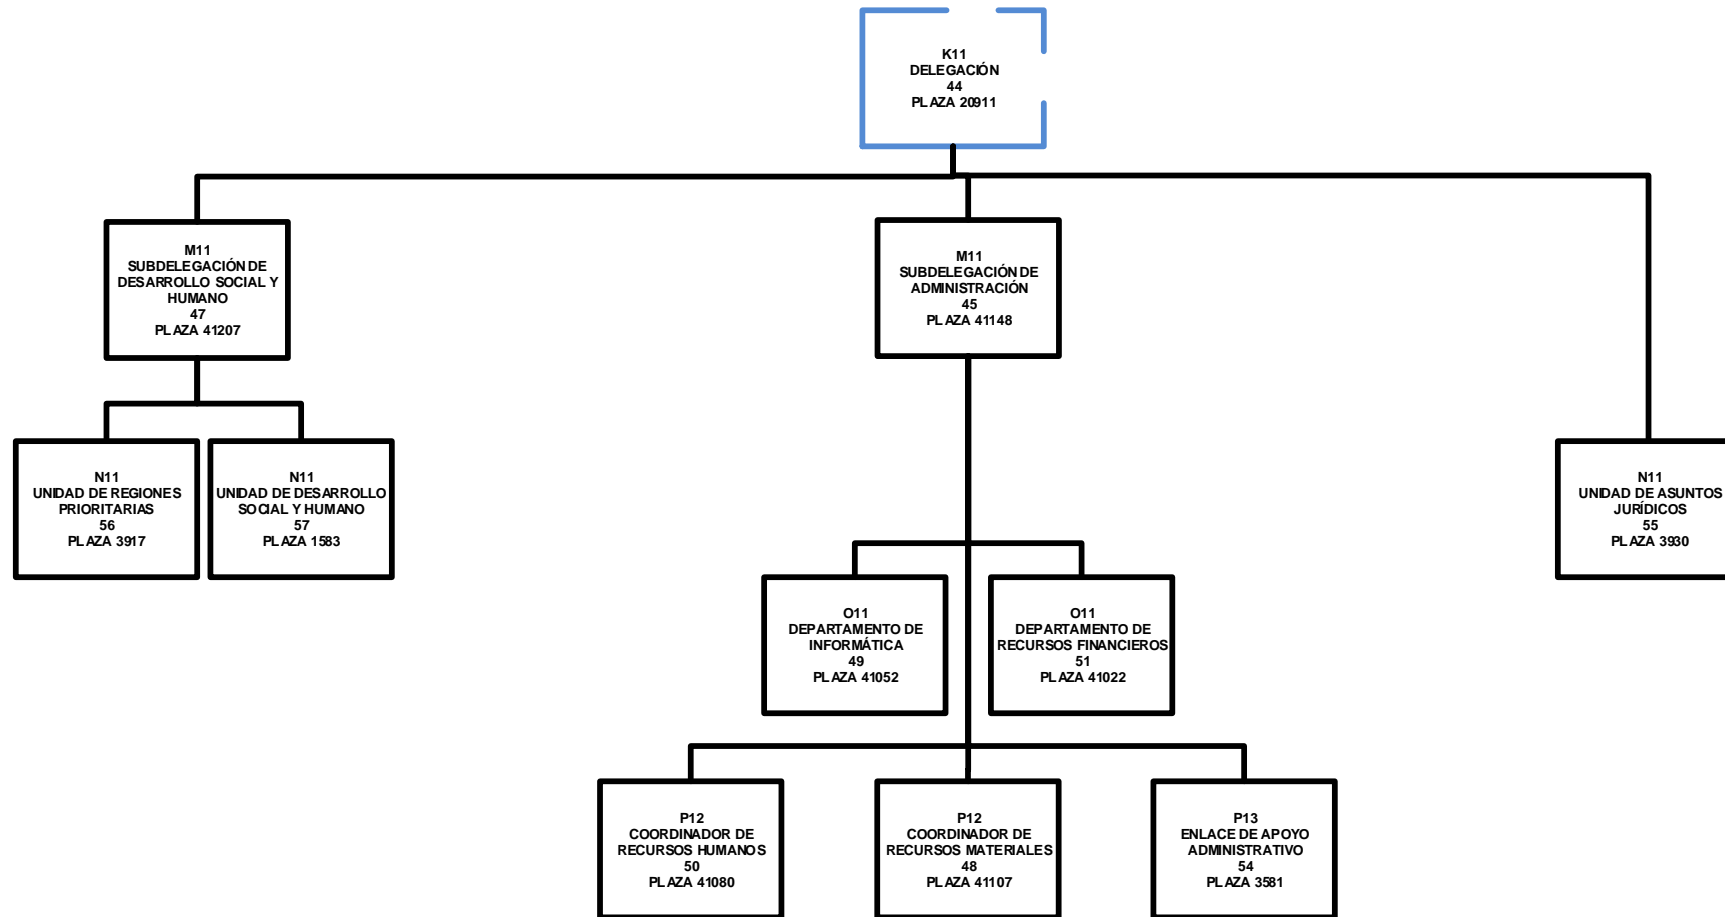 K11
DELEGACIÓN
44
PLAZA 20911
M11
SUBDELEGACIÓN DE
DESARROLLO SOCIAL Y
HUMANO
47
PLAZA 41207
M11
SUBDELEGACIÓN DE
ADMINISTRACIÓN
45
PLAZA 41148
N11
UNIDAD DE REGIONES
PRIORITARIAS
56
PLAZA 3917
N11
UNIDAD DE DESARROLLO
SOCIAL Y HUMANO
57
PLAZA 1583
N11
UNIDAD DE ASUNTOS
JURÍDICOS
55
PLAZA 3930
O11
DEPARTAMENTO DE
INFORMÁTICA
49
PLAZA 41052
O11
DEPARTAMENTO DE
RECURSOS FINANCIEROS
51
PLAZA 41022
P12
COORDINADOR DE
RECURSOS HUMANOS
50
PLAZA 41080
P12
COORDINADOR DE
RECURSOS MATERIALES
48
PLAZA 41107
P13
ENLACE DE APOYO
ADMINISTRATIVO
54
PLAZA 3581